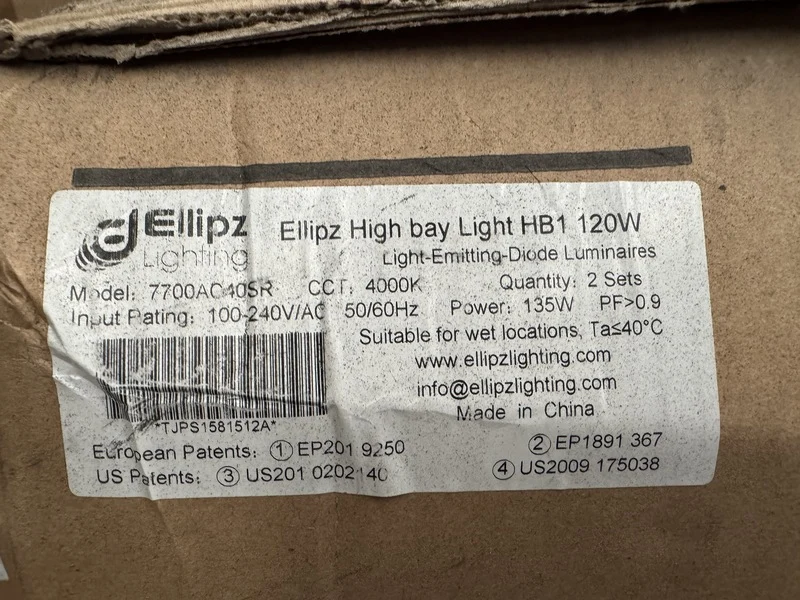 Ellipz
Lighting
Ellipz High bay Light HB1 120W
Light-Emitting-Diode Luminaires
Model: 7700AC40SR CCT: 4000K Quantity: 2 Sets
Input Rating: 100-240V/AC 50/60Hz Power: 135W PF>0.9
Suitable for wet locations, Ta≤40°C
www.ellipzlighting.com
info@ellipzlighting.com
Made in China
*TJPS1581512A*
European Patents: ① EP201 9250 ② EP1891 367
US Patents: ③ US201 0202140 ④ US2009 175038